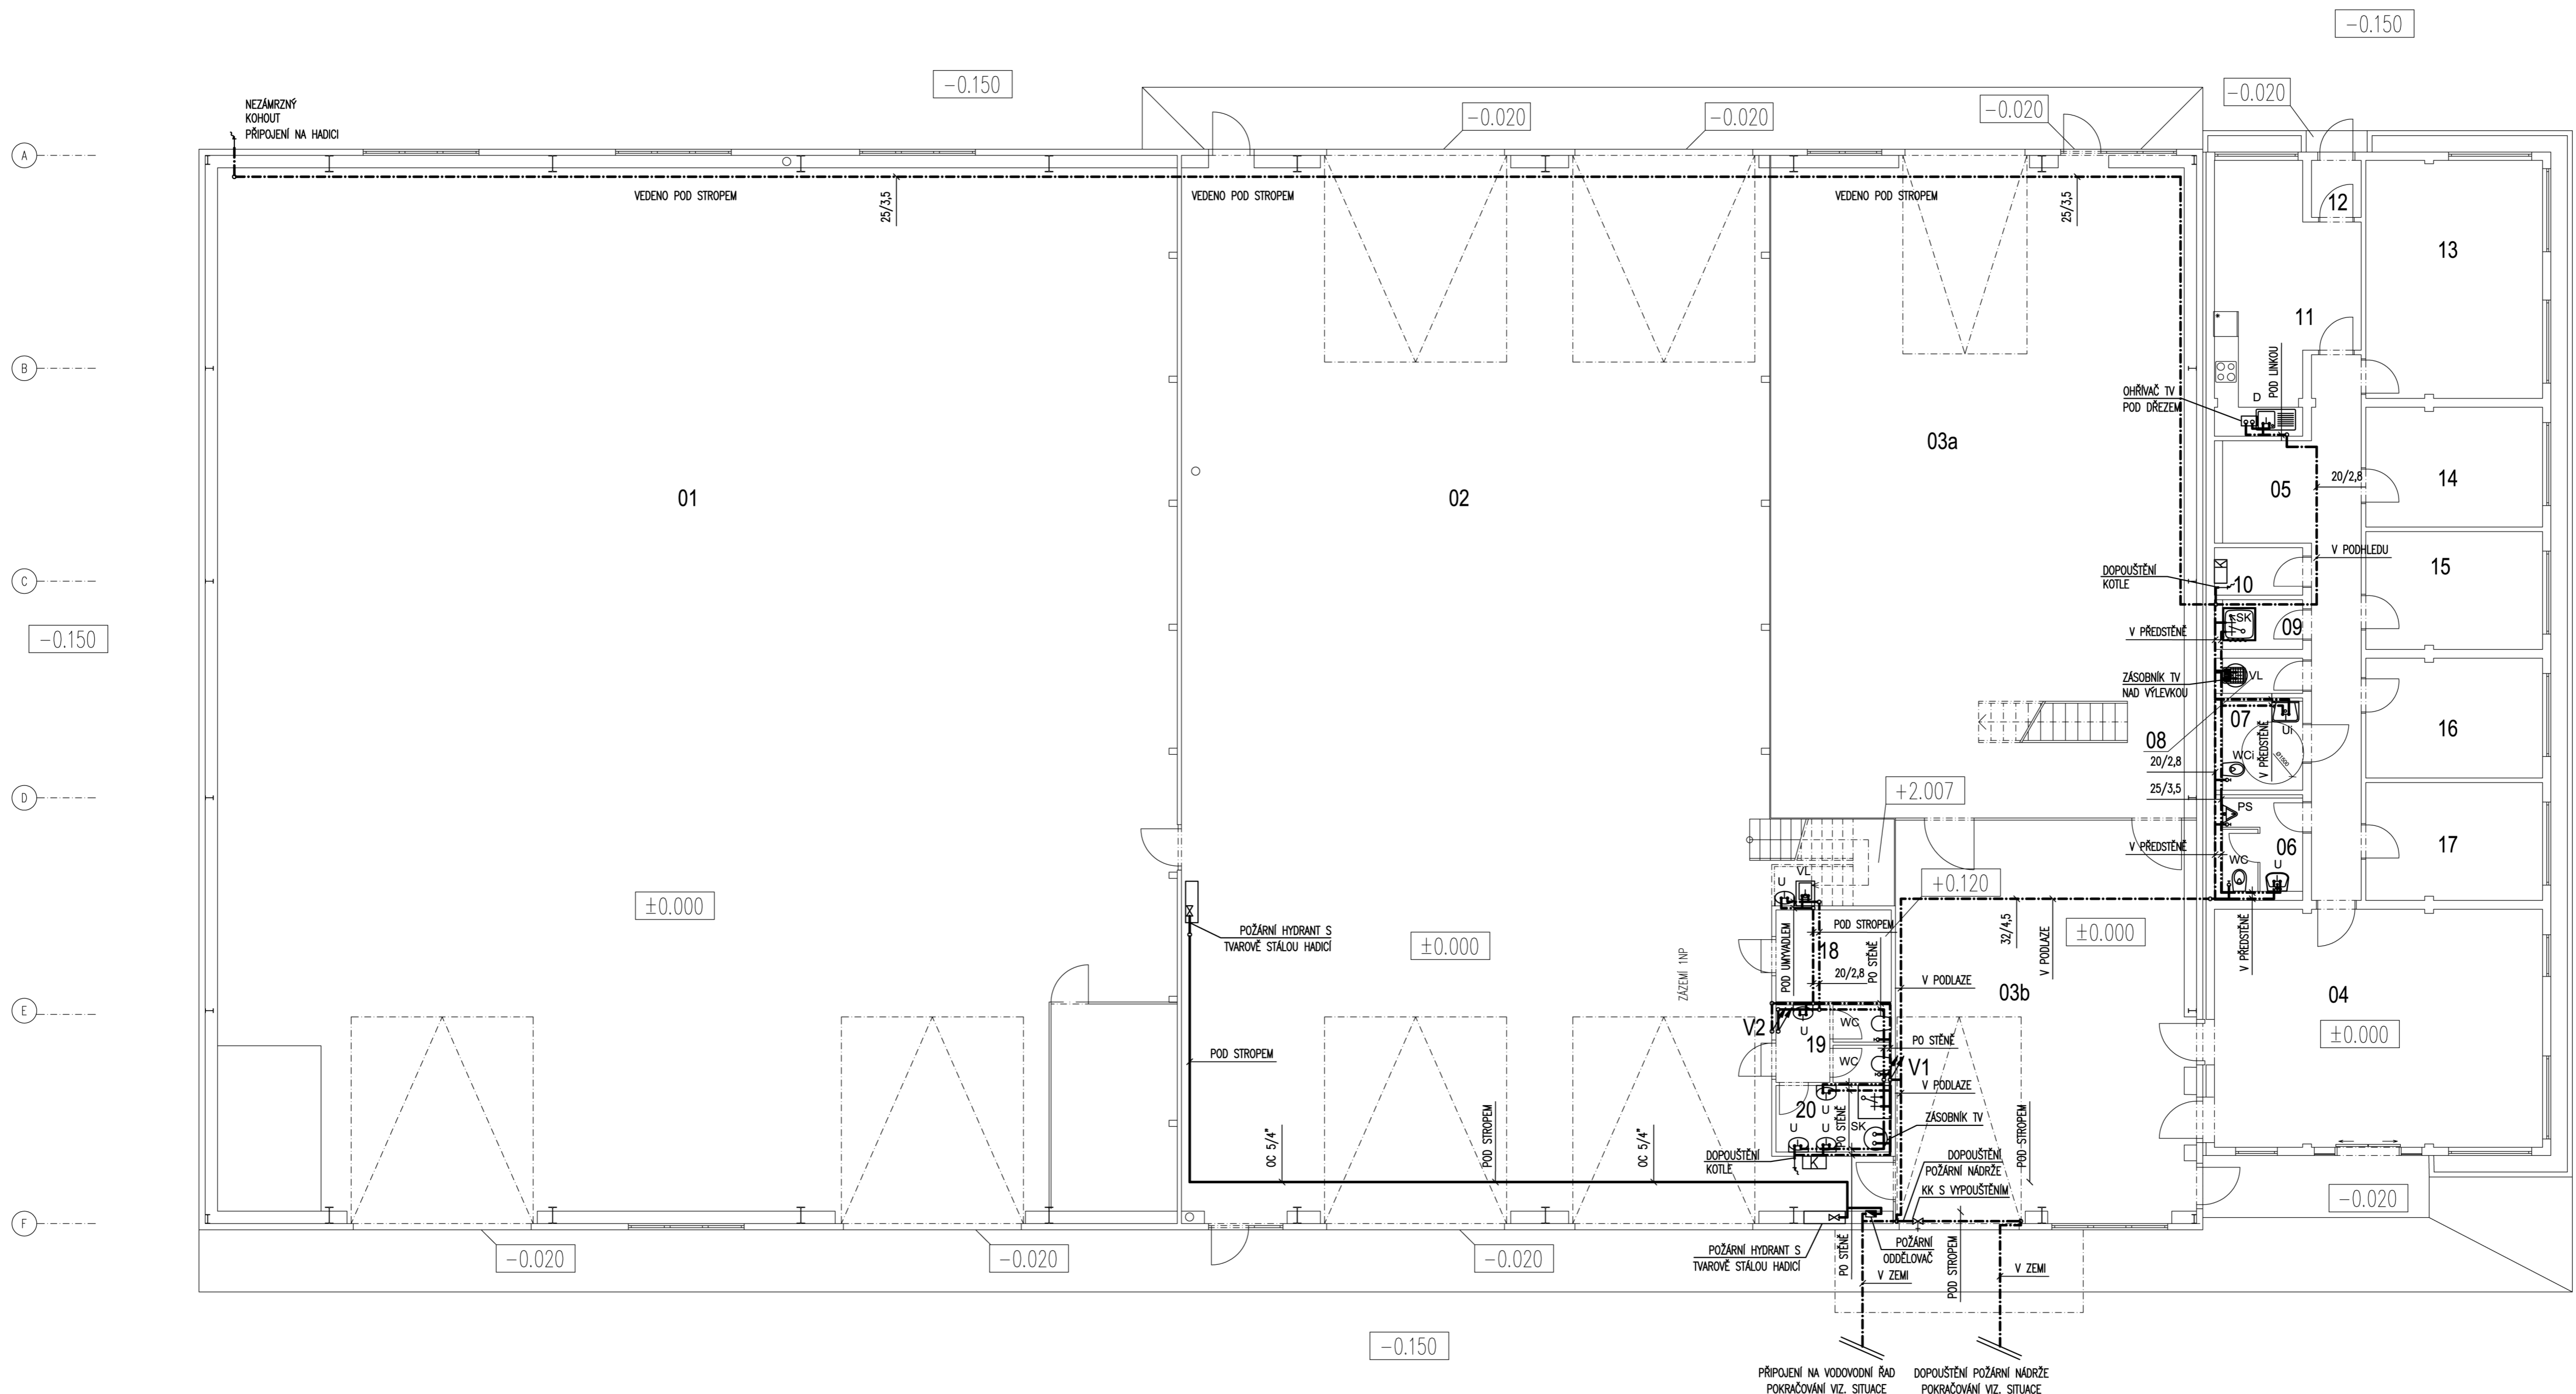 -0.150
-0.150
-0.020
-0.020
-0.020
-0.020
NEZÁMRZNÝ
KOHOUT
PŘIPOJENÍ NA HADICI
A
VEDENO POD STROPEM
25/3,5
VEDENO POD STROPEM
VEDENO POD STROPEM
25/3,5
12
13
11
B
POD LINKOU
OHŘÍVAČ TV
POD DŘEZEM
D
03a
01
02
05
20/2,8
14
V PODHLEDU
15
DOPOUŠTĚNÍ
KOTLE
K
10
C
-0.150
SK
09
V PŘEDSTĚNĚ
ZÁSOBNÍK TV
NAD VÝLEVKOU
VL
07
Ui
V PŘEDSTĚNĚ
16
08
WCi
Ø1500
20/2,8
D
+2.007
25/3,5
PS
17
V PŘEDSTĚNĚ
06
WC
U
VL
U
+0.120
±0.000
POŽÁRNÍ HYDRANT S
TVAROVĚ STÁLOU HADICÍ
±0.000
POD STROPEM
POD UMYVADLEM
18
PO STĚNĚ
32/4,5
V PODLAZE
±0.000
V PŘEDSTĚNĚ
ZÁZEMÍ 1NP
20/2,8
V PODLAZE
03b
04
E
V2
U
WC
19
PO STĚNĚ
±0.000
POD STROPEM
WC
V1
V PODLAZE
20
U
PO STĚNĚ
ZÁSOBNÍK TV
U
U
SK
OC 5/4"
POD STROPEM
OC 5/4"
DOPOUŠTĚNÍ
KOTLE
K
DOPOUŠTĚNÍ
POŽÁRNÍ NÁDRŽE
POD STROPEM
KK S VYPOUŠTĚNÍM
-0.020
F
-0.020
-0.020
-0.020
POŽÁRNÍ HYDRANT S
TVAROVĚ STÁLOU HADICÍ
PO STĚNĚ
POŽÁRNÍ
ODDĚLOVAČ
V ZEMI
POD STROPEM
V ZEMI
-0.150
PŘIPOJENÍ NA VODOVODNÍ ŘAD
POKRAČOVÁNÍ VIZ. SITUACE
DOPOUŠTĚNÍ POŽÁRNÍ NÁDRŽE
POKRAČOVÁNÍ VIZ. SITUACE